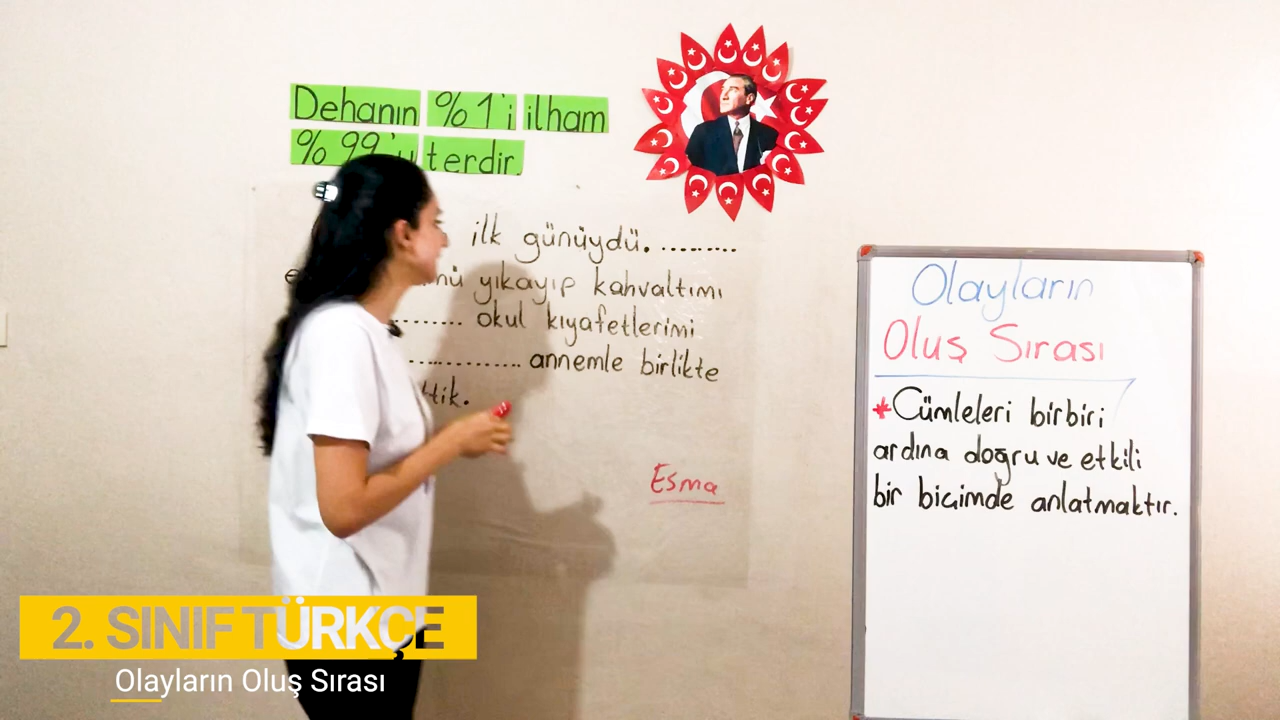 Dehanın %1'i ilham
%99'u terdir.
ilk günüydü. .........
yıkayıp kahvaltımı
......... okul kıyafetlerimi
............. annemle birlikte
ttik.
Esma
Olayların
Oluş Sırası
*Cümleleri birbiri
ardına doğru ve etkili
bir biçimde anlatmaktır.
2. SINIF TÜRKÇE
Olayların Oluş Sırası